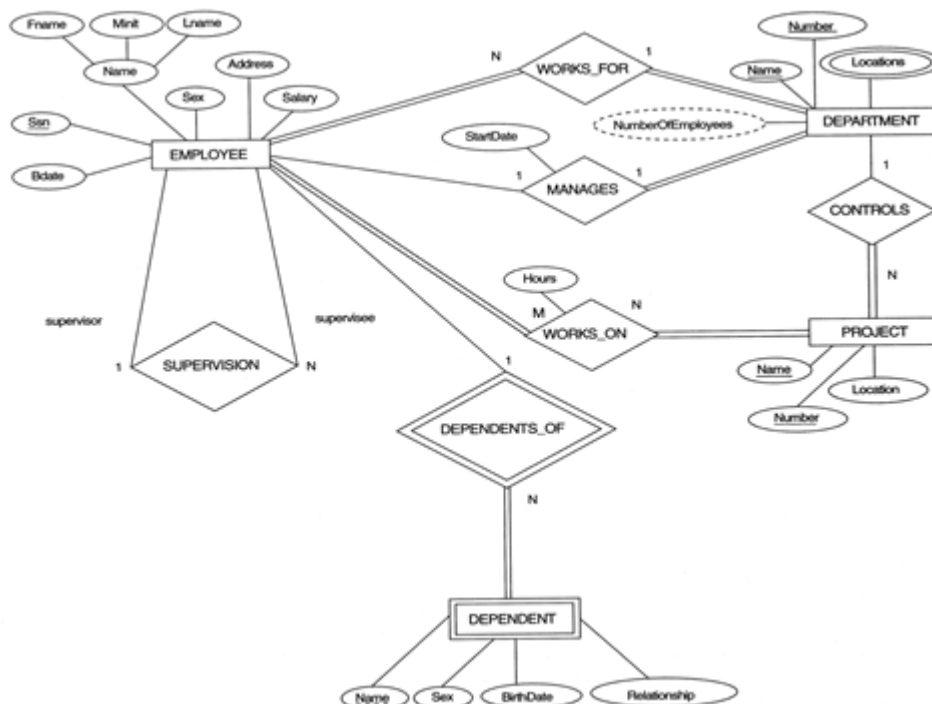 Fname
Minit
Lname
Number
Name
Address
Name
Locations
Sex
Salary
N
WORKS_FOR
1
Ssn
NumberOfEmployees
DEPARTMENT
EMPLOYEE
StartDate
Bdate
1
MANAGES
1
1
CONTROLS
Hours
N
supervisor
supervisee
M
N
WORKS_ON
PROJECT
1
SUPERVISION
N
1
Name
Location
Number
DEPENDENTS_OF
N
DEPENDENT
Name
Sex
BirthDate
Relationship